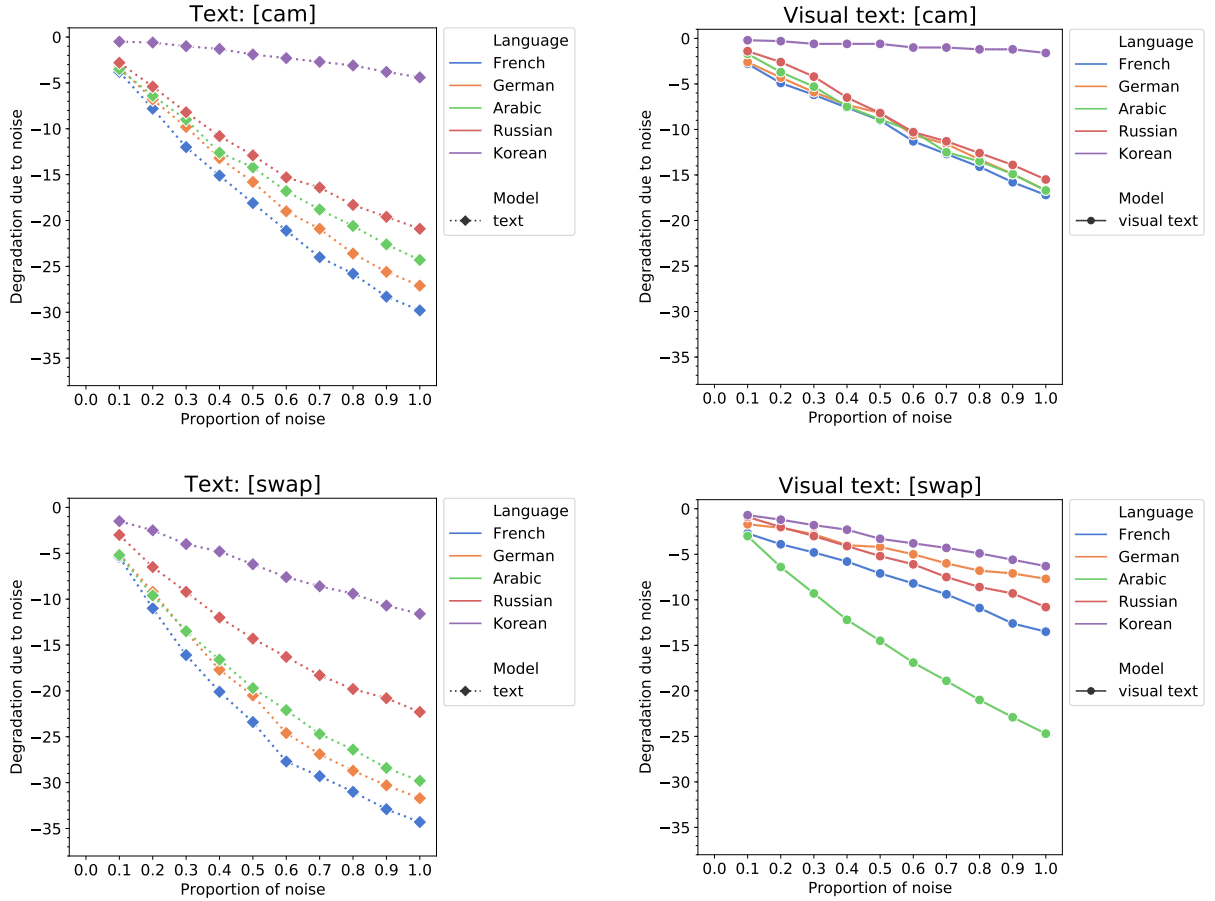 Text: [cam]
Degradation due to noise
0
−5
−10
−15
−20
−25
−30
−35
0.0 0.1 0.2 0.3 0.4 0.5 0.6 0.7 0.8 0.9 1.0
Proportion of noise
Language
French
German
Arabic
Russian
Korean
Model
text
Visual text: [cam]
Degradation due to noise
0
−5
−10
−15
−20
−25
−30
−35
0.0 0.1 0.2 0.3 0.4 0.5 0.6 0.7 0.8 0.9 1.0
Proportion of noise
Language
French
German
Arabic
Russian
Korean
Model
visual text
Text: [swap]
Degradation due to noise
0
−5
−10
−15
−20
−25
−30
−35
0.0 0.1 0.2 0.3 0.4 0.5 0.6 0.7 0.8 0.9 1.0
Proportion of noise
Language
French
German
Arabic
Russian
Korean
Model
text
Visual text: [swap]
Degradation due to noise
0
−5
−10
−15
−20
−25
−30
−35
0.0 0.1 0.2 0.3 0.4 0.5 0.6 0.7 0.8 0.9 1.0
Proportion of noise
Language
French
German
Arabic
Russian
Korean
Model
visual text